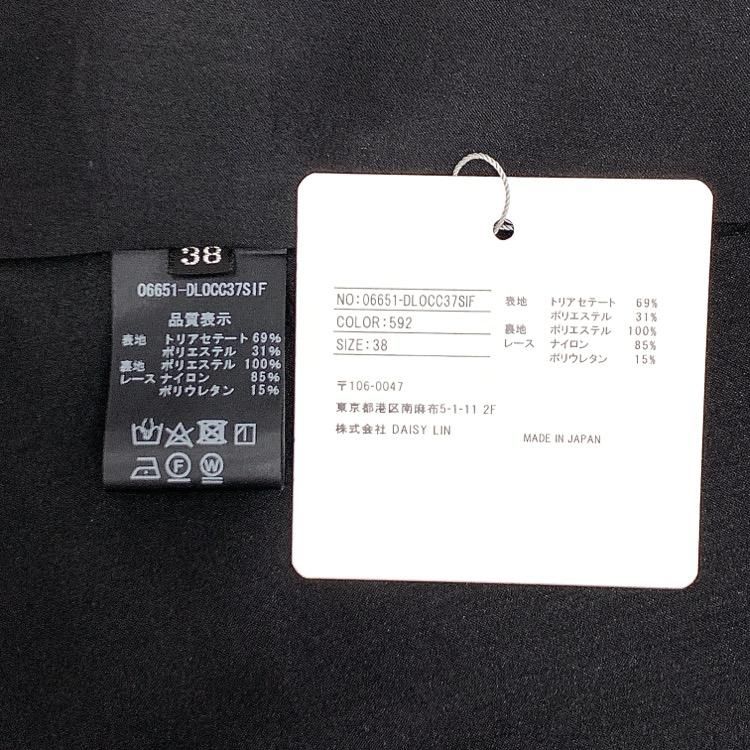 38
06651-DLOCC37SIF
品質表示
表地 トリアセテート 69%
ポリエステル 31%
裏地 ポリエステル 100%
レース ナイロン 85%
ポリウレタン 15%
F
W
NO:06651-DLOCC37SIF
COLOR:592
SIZE:38
表地 トリアセテート 69%
ポリエステル 31%
裏地 ポリエステル 100%
レース ナイロン 85%
ポリウレタン 15%
〒106-0047
東京都港区南麻布5-1-11 2F
株式会社 DAISY LIN
MADE IN JAPAN